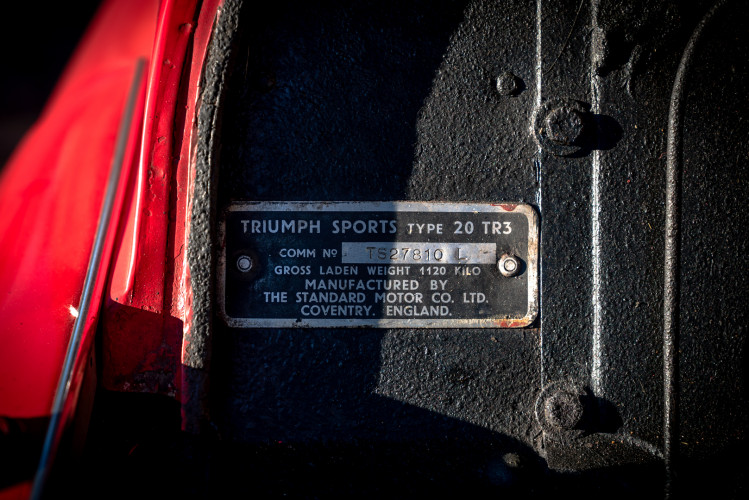 TRIUMPH SPORTS TYPE 20 TR3
COMM Nº TS27810 L
GROSS LADEN WEIGHT 1120 KILO
MANUFACTURED BY
THE STANDARD MOTOR CO. LTD.
COVENTRY. ENGLAND.